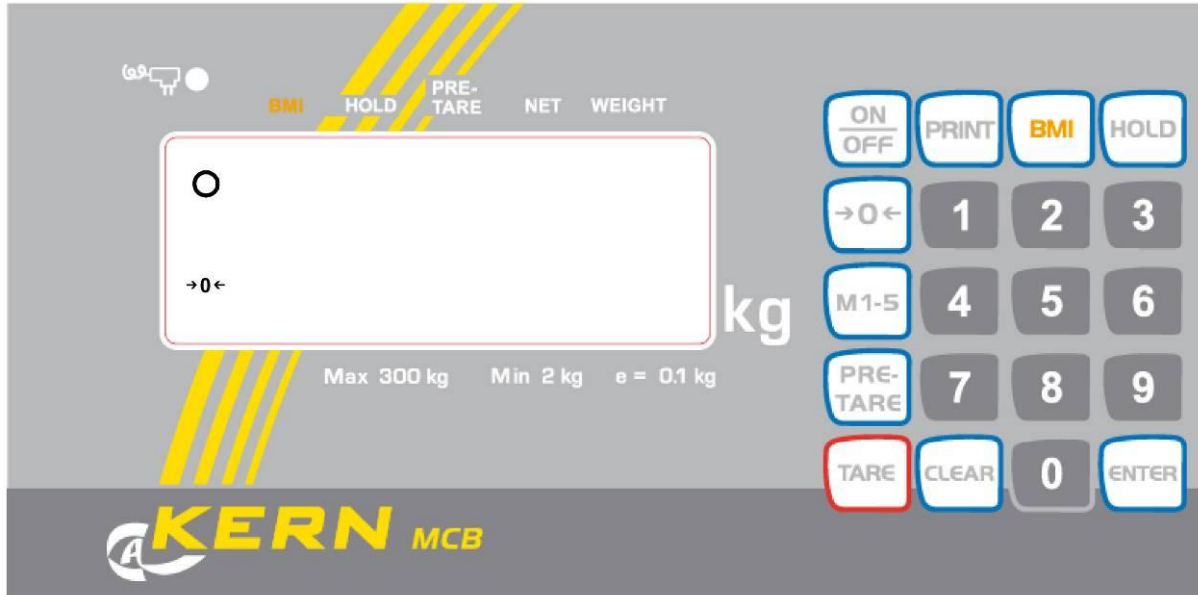 BMI HOLD PRE-TARE NET WEIGHT
→0←
kg
Max 300 kg Min 2 kg e = 0.1 kg
ON
OFF
PRINT
BMI
HOLD
→0← 1 2 3
M1-5 4 5 6
PRE-
TARE
7 8 9
TARE CLEAR 0 ENTER
A KERN MCB